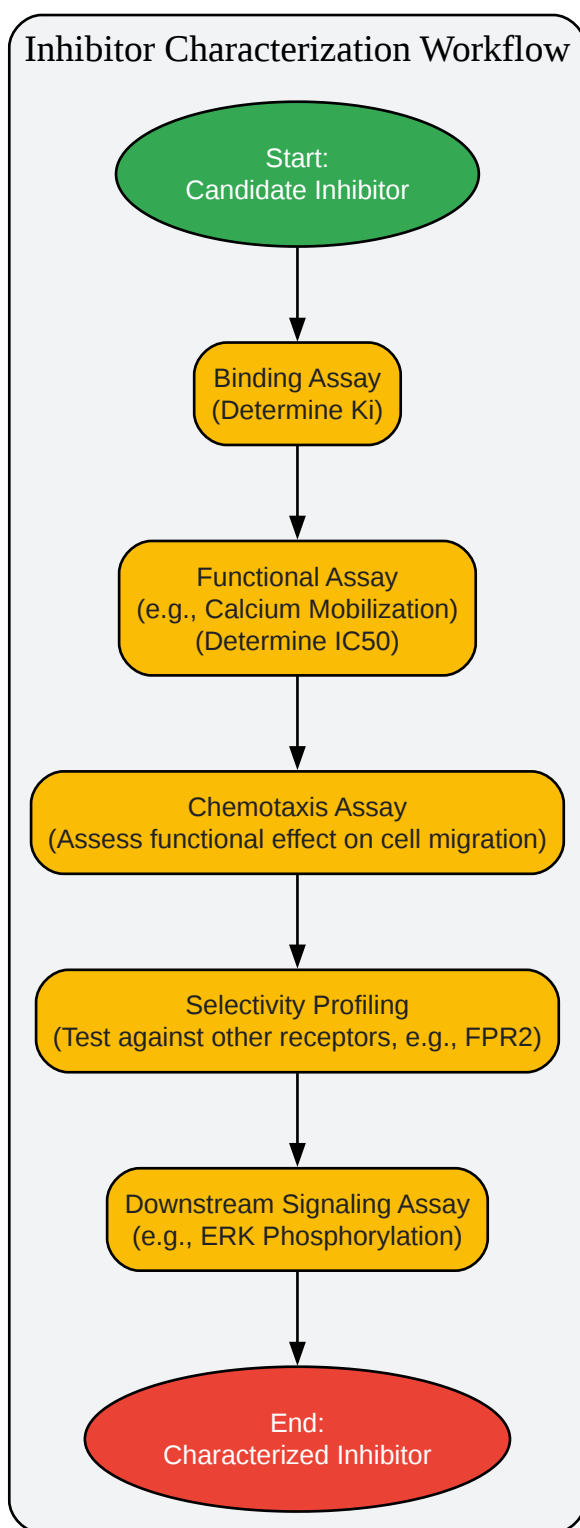 Inhibitor Characterization Workflow
Start:
Candidate Inhibitor
Binding Assay
(Determine Ki)
Functional Assay
(e.g., Calcium Mobilization)
(Determine IC50)
Chemotaxis Assay
(Assess functional effect on cell migration)
Selectivity Profiling
(Test against other receptors, e.g., FPR2)
Downstream Signaling Assay
(e.g., ERK Phosphorylation)
End:
Characterized Inhibitor